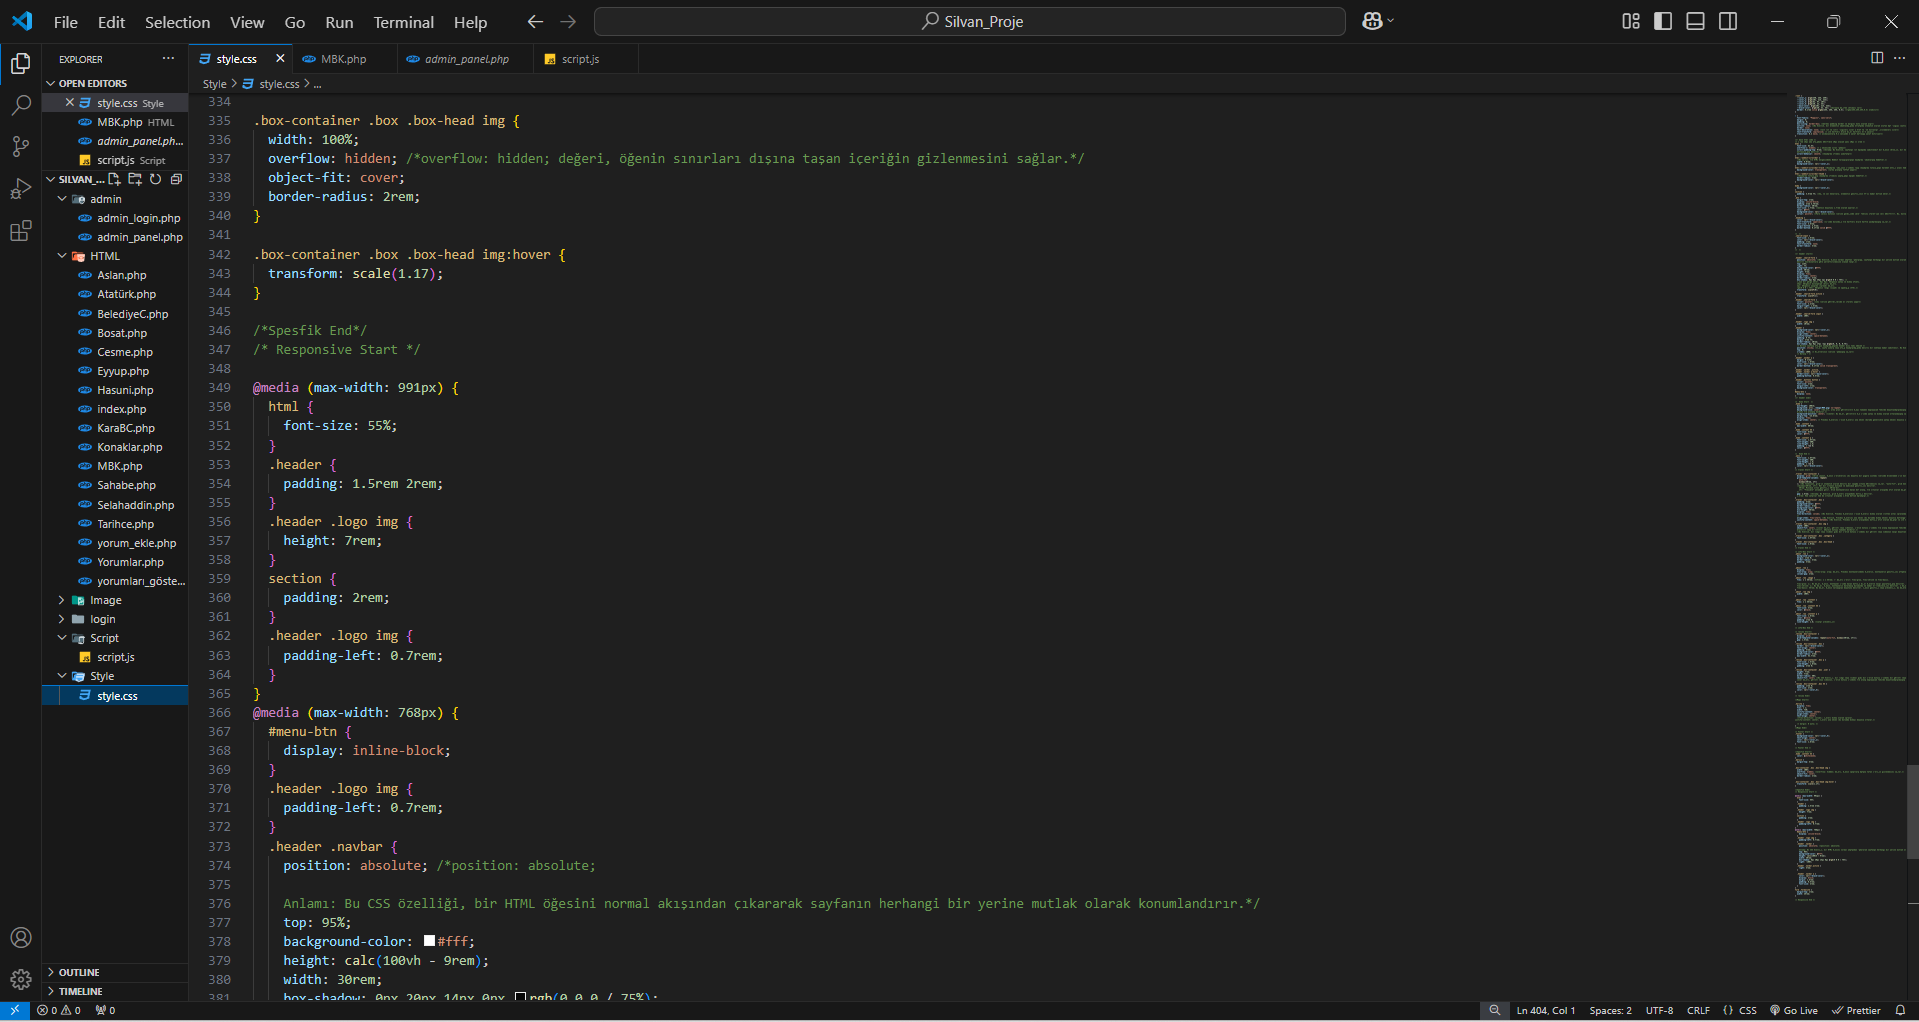 File Edit Selection View Go Run Terminal Help
Silvan_Proje
EXPLORER
OPEN EDITORS
style.css Style
MBK.php HTML
admin_panel.ph...
script.js Script
SILVAN_...
admin
admin_login.php
admin_panel.php
HTML
Aslan.php
Atatürk.php
BelediyeC.php
Bosat.php
Cesme.php
Eyyup.php
Hasuni.php
index.php
KaraBC.php
Konaklar.php
MBK.php
Sahabe.php
Selahaddin.php
Tarihce.php
yorum_ekle.php
Yorumlar.php
yorumları_göste...
Image
login
Script
script.js
Style
style.css
OUTLINE
TIMELINE
style.css MBK.php admin_panel.php script.js
Style > style.css > ...
334
335 .box-container .box .box-head img {
336 width: 100%;
337 overflow: hidden; /*overflow: hidden; değeri, öğenin sınırları dışına taşan içeriğin gizlenmesini sağlar.*/
338 object-fit: cover;
339 border-radius: 2rem;
340 }
341
342 .box-container .box .box-head img:hover {
343 transform: scale(1.17);
344 }
345
346 /*Spesfik End*/
347 /* Responsive Start */
348
349 @media (max-width: 991px) {
350 html {
351 font-size: 55%;
352 }
353 .header {
354 padding: 1.5rem 2rem;
355 }
356 .header .logo img {
357 height: 7rem;
358 }
359 section {
360 padding: 2rem;
361 }
362 .header .logo img {
363 padding-left: 0.7rem;
364 }
365 }
366 @media (max-width: 768px) {
367 #menu-btn {
368 display: inline-block;
369 }
370 .header .logo img {
371 padding-left: 0.7rem;
372 }
373 .header .navbar {
374 position: absolute; /*position: absolute;
375
376 Anlamı: Bu CSS özelliği, bir HTML öğesini normal akışından çıkararak sayfanın herhangi bir yerine mutlak olarak konumlandırır.*/
377 top: 95%;
378 background-color: #fff;
379 height: calc(100vh - 9rem);
380 width: 30rem;
381 box-shadow: 0px 20px 14px 0px rgb(0 0 0 / 75%);
0 0 0 Ln 404, Col 1 Spaces: 2 UTF-8 CRLF {} CSS Go Live Prettier